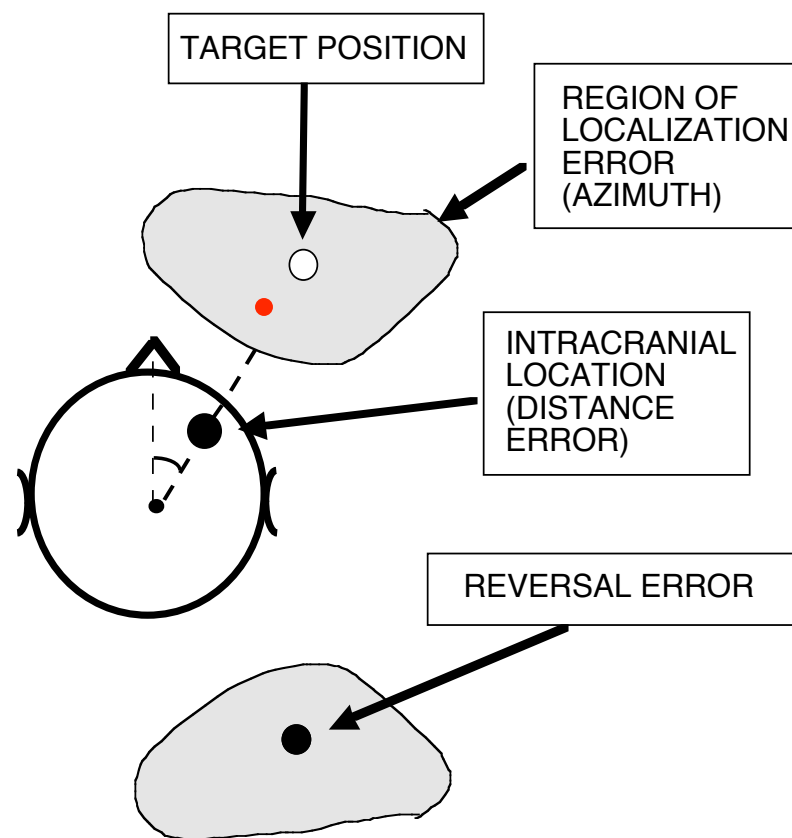 TARGET POSITION
REGION OF
LOCALIZATION
ERROR
(AZIMUTH)
INTRACRANIAL
LOCATION
(DISTANCE
ERROR)
REVERSAL ERROR